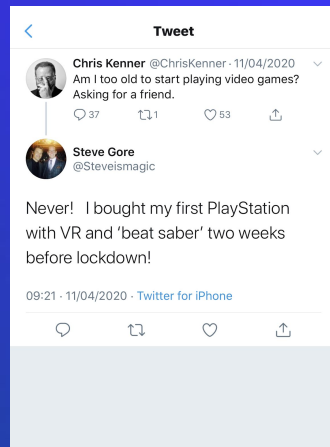 Tweet
Chris Kenner @ChrisKenner · 11/04/2020
Am I too old to start playing video games?
Asking for a friend.
37 1 53
Steve Gore
@Steveismagic
Never!   I bought my first PlayStation
with VR and ‘beat saber’ two weeks
before lockdown!
09:21 · 11/04/2020 · Twitter for iPhone